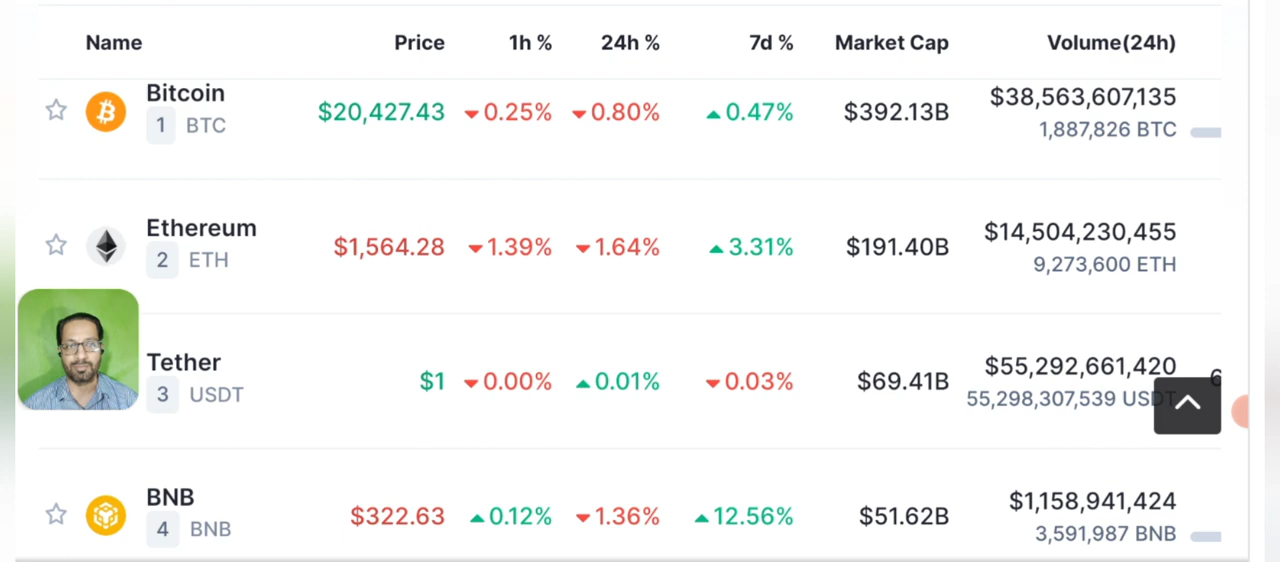 Name Price 1h % 24h % 7d % Market Cap Volume(24h)
Bitcoin
1 BTC $20,427.43 0.25% 0.80% 0.47% $392.13B $38,563,607,135
1,887,826 BTC
Ethereum
2 ETH $1,564.28 1.39% 1.64% 3.31% $191.40B $14,504,230,455
9,273,600 ETH
Tether
3 USDT $1 0.00% 0.01% 0.03% $69.41B $55,292,661,420
55,298,307,539 USDT
BNB
4 BNB $322.63 0.12% 1.36% 12.56% $51.62B $1,158,941,424
3,591,987 BNB